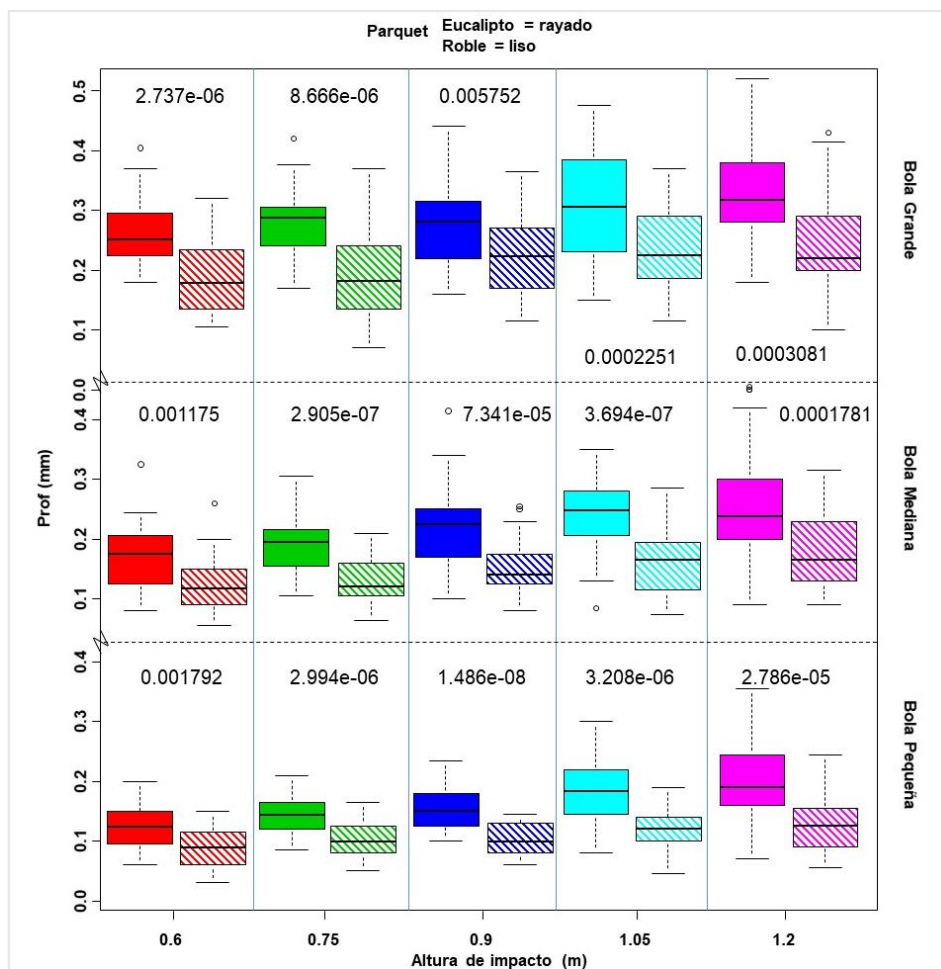 Parquet Eucalipto = rayado
Roble = liso
2.737e-06 8.666e-06 0.005752
0.5
0.4
0.3
0.2
0.1
0.0
Bola Grande
0.0002251 0.0003081
0.001175 2.905e-07 7.341e-05 3.694e-07 0.0001781
0.4
0.3
0.2
0.1
Prof (mm)
Bola Mediana
0.001792 2.994e-06 1.486e-08 3.208e-06 2.786e-05
0.4
0.3
0.2
0.1
0.0
Bola Pequeña
0.6 0.75 0.9 1.05 1.2
Altura de impacto (m)